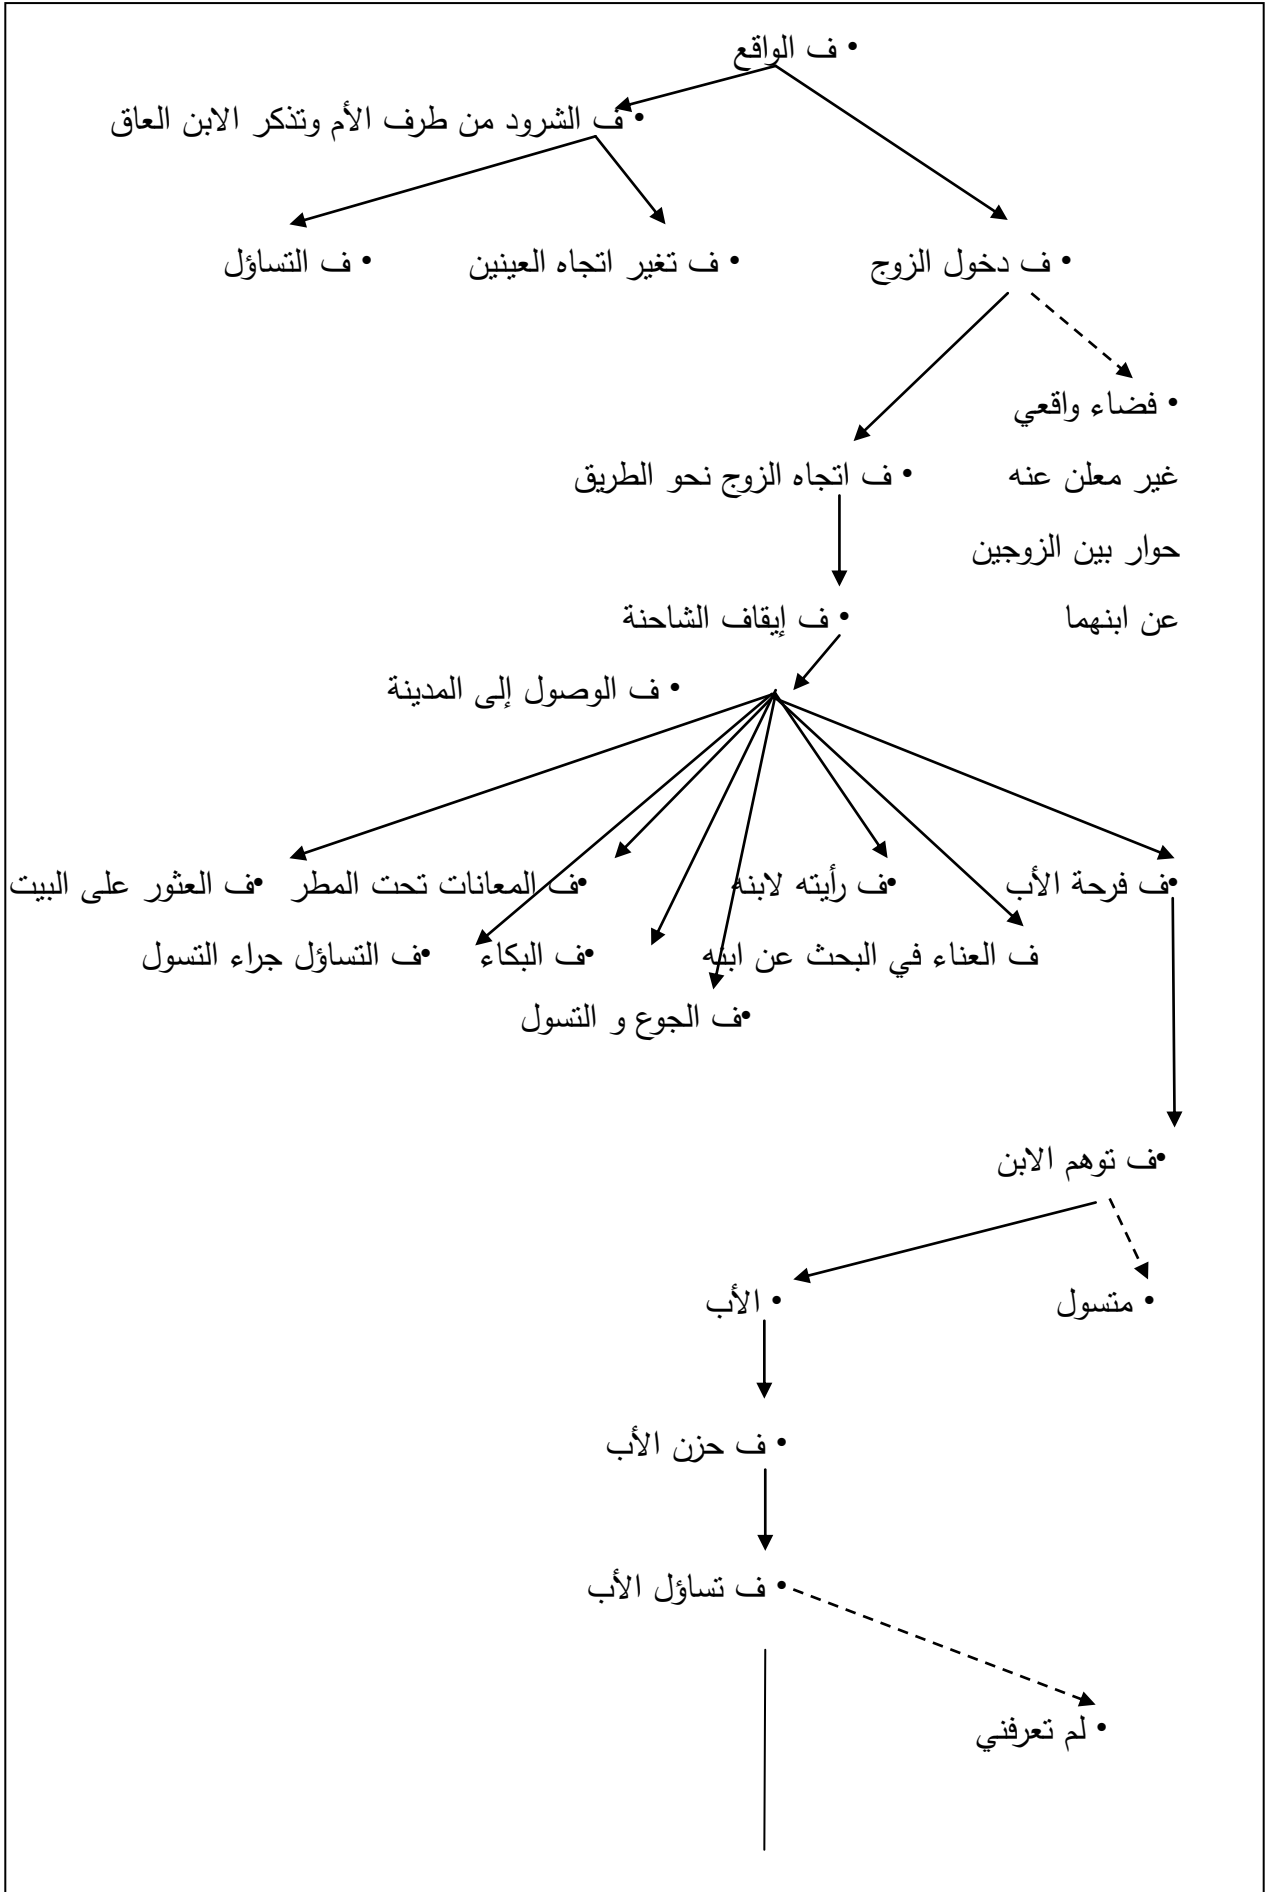 • ف الواقع
• ف الشرود من طرف الأم وتذكر الابن العاق
• ف دخول الزوج • ف تغير اتجاه العينين • ف التساؤل
• فضاء واقعي
غير معلن عنه • ف اتجاه الزوج نحو الطريق
حوار بين الزوجين
عن ابنهما • ف إيقاف الشاحنة
• ف الوصول إلى المدينة
•ف فرحة الأب •ف رأيته لابنه •ف المعانات تحت المطر •ف العثور على البيت
ف العناء في البحث عن ابنه •ف البكاء •ف التساؤل جراء التسول
•ف الجوع و التسول
•ف توهم الابن
• متسول • الأب
• ف حزن الأب
• ف تساؤل الأب
• لم تعرفني